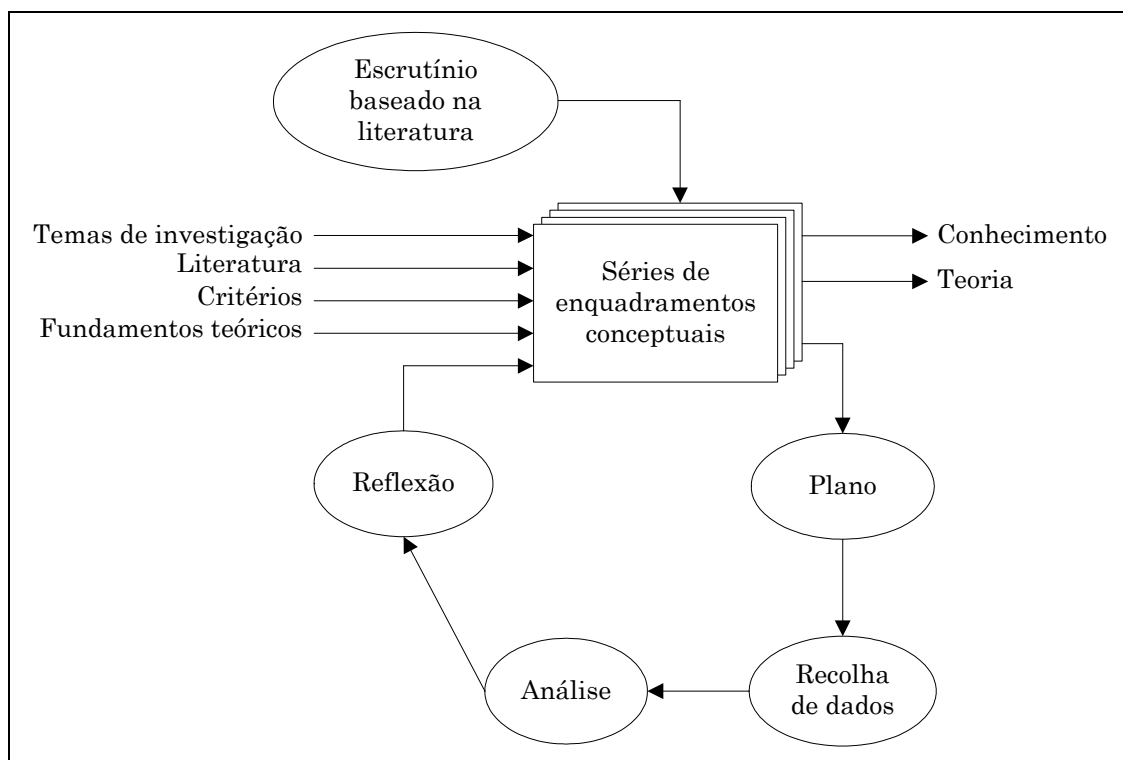 Escrutínio
baseado na
literatura
Temas de investigação
Literatura
Critérios
Fundamentos teóricos
Séries de
enquadramentos
conceptuais
Conhecimento
Teoria
Reflexão
Plano
Análise
Recolha
de dados